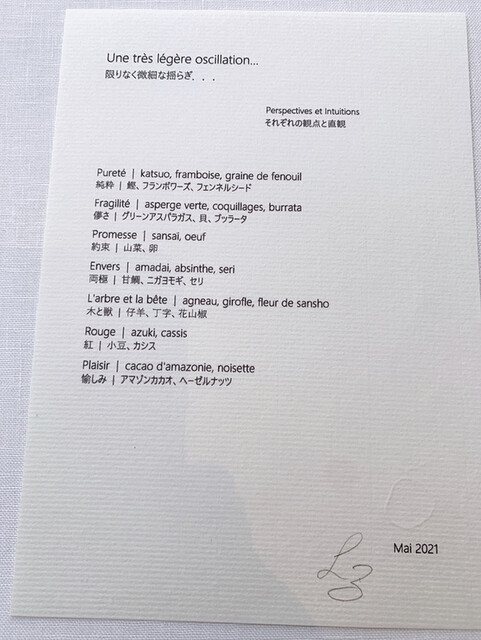 Une très légère oscillation...
限りなく微細な揺らぎ．．．
Perspectives et Intuitions
それぞれの観点と直観
Pureté | katsuo, framboise, graine de fenouil
純粋 | 鰹、フランボワーズ、フェンネルシード
Fragilité | asperge verte, coquillages, burrata
儚さ | グリーンアスパラガス、貝、ブッラータ
Promesse | sansaï, oeuf
約束 | 山菜、卵
Envers | amadai, absinthe, seri
両極 | 甘鯛、ニガヨモギ、セリ
L'arbre et la bête | agneau, girofle, fleur de sansho
木と獣 | 仔羊、丁字、花山椒
Rouge | azuki, cassis
紅 | 小豆、カシス
Plaisir | cacao d'amazonie, noisette
愉しみ | アマゾンカカオ、ヘーゼルナッツ
Mai 2021